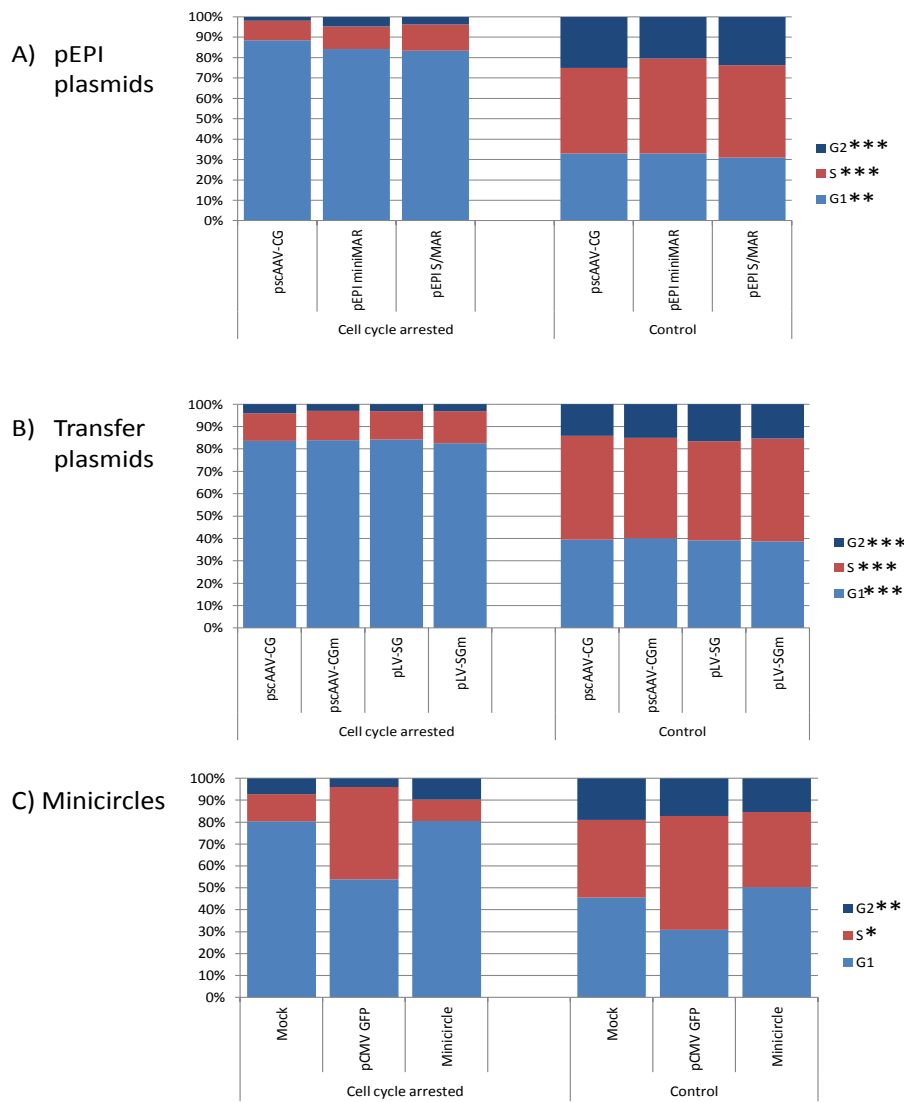 A) pEPI plasmids
100%
90%
80%
70%
60%
50%
40%
30%
20%
10%
0%
pscAAV-CG
pEPI miniMAR
pEPI S/MAR
pscAAV-CG
pEPI miniMAR
pEPI S/MAR
Cell cycle arrested
Control
G2***
S***
G1**
B) Transfer plasmids
100%
90%
80%
70%
60%
50%
40%
30%
20%
10%
0%
pscAAV-CG
pscAAV-CGm
pLV-SG
pLV-SGm
pscAAV-CG
pscAAV-CGm
pLV-SG
pLV-SGm
Cell cycle arrested
Control
G2***
S***
G1***
C) Minicircles
100%
90%
80%
70%
60%
50%
40%
30%
20%
10%
0%
Mock
pCMV GFP
Minicircle
Mock
pCMV GFP
Minicircle
Cell cycle arrested
Control
G2**
S*
G1